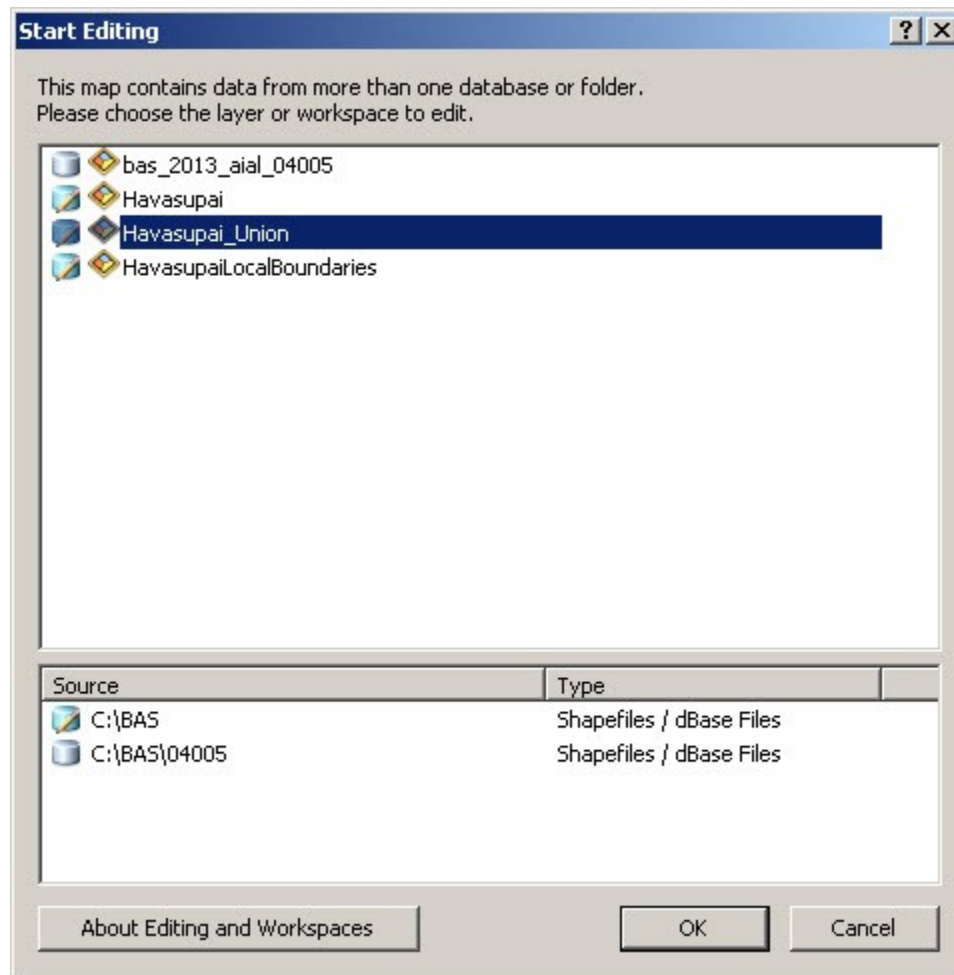 Start Editing
This map contains data from more than one database or folder.
Please choose the layer or workspace to edit.
bas_2013_aial_04005
Havasupai
Havasupai_Union
HavasupaiLocalBoundaries
Source Type
C:\BAS Shapefiles / dBase Files
C:\BAS\04005 Shapefiles / dBase Files
About Editing and Workspaces OK Cancel